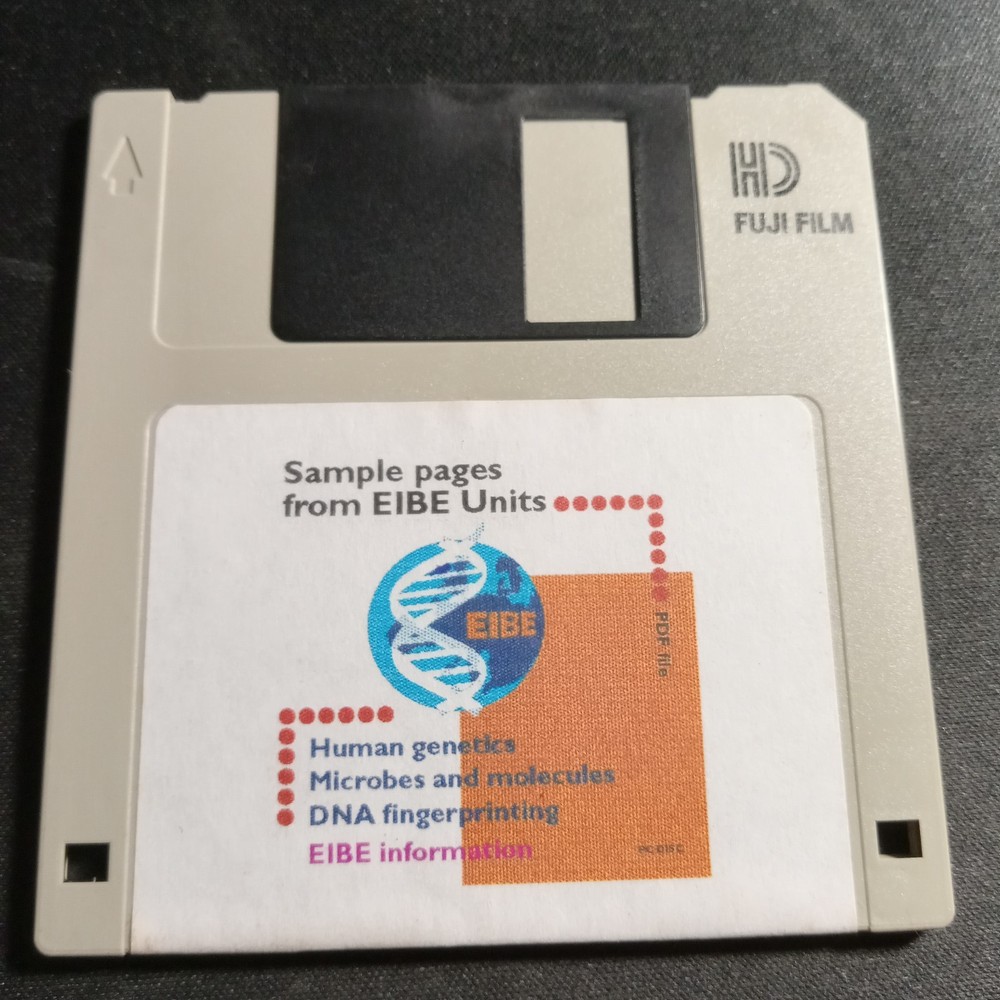 HD
FUJI FILM
Sample pages
from EIBE Units
EIBE
PDF file
Human genetics
Microbes and molecules
DNA fingerprinting
EIBE information